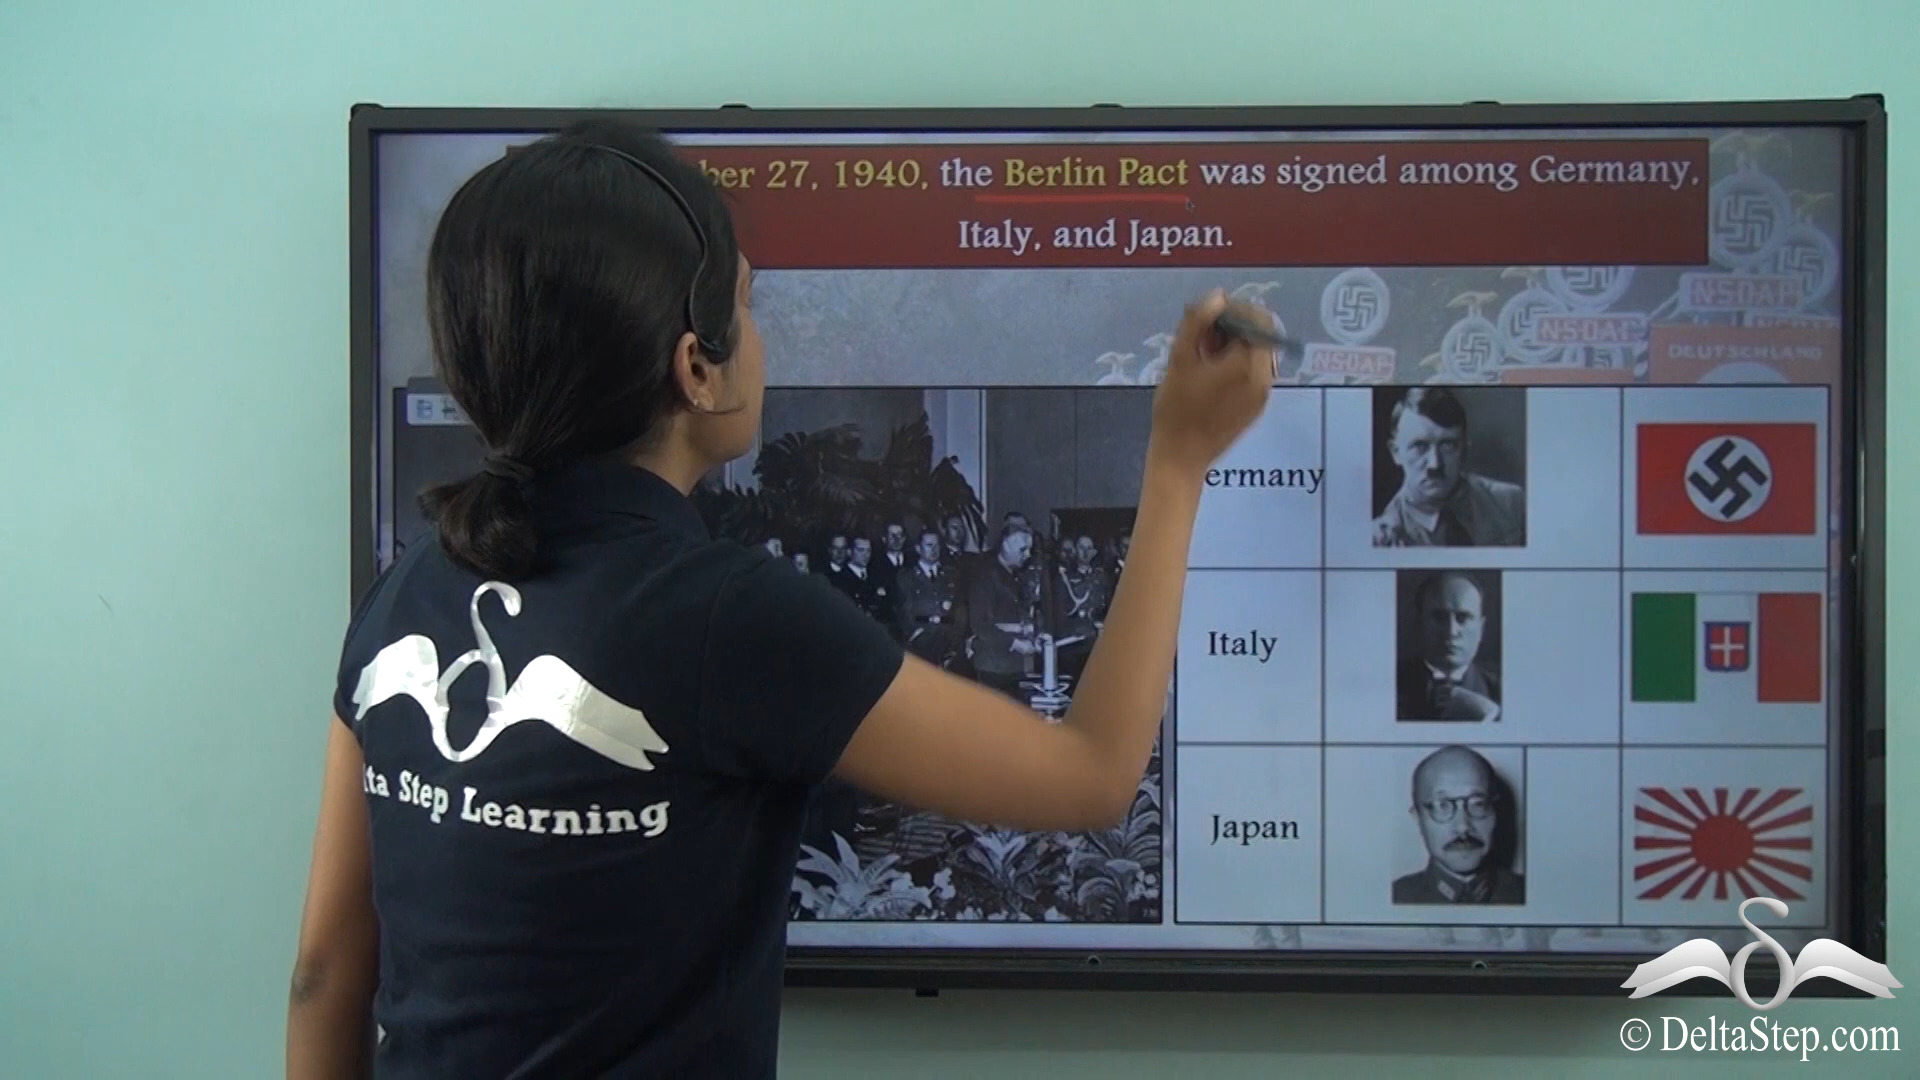 ber 27, 1940, the Berlin Pact was signed among Germany,
Italy, and Japan.
NSDAP
NSDAP
NSDAP
DEUTSCHLAND
ermany
Italy
Japan
lta Step Learning
© DeltaStep.com